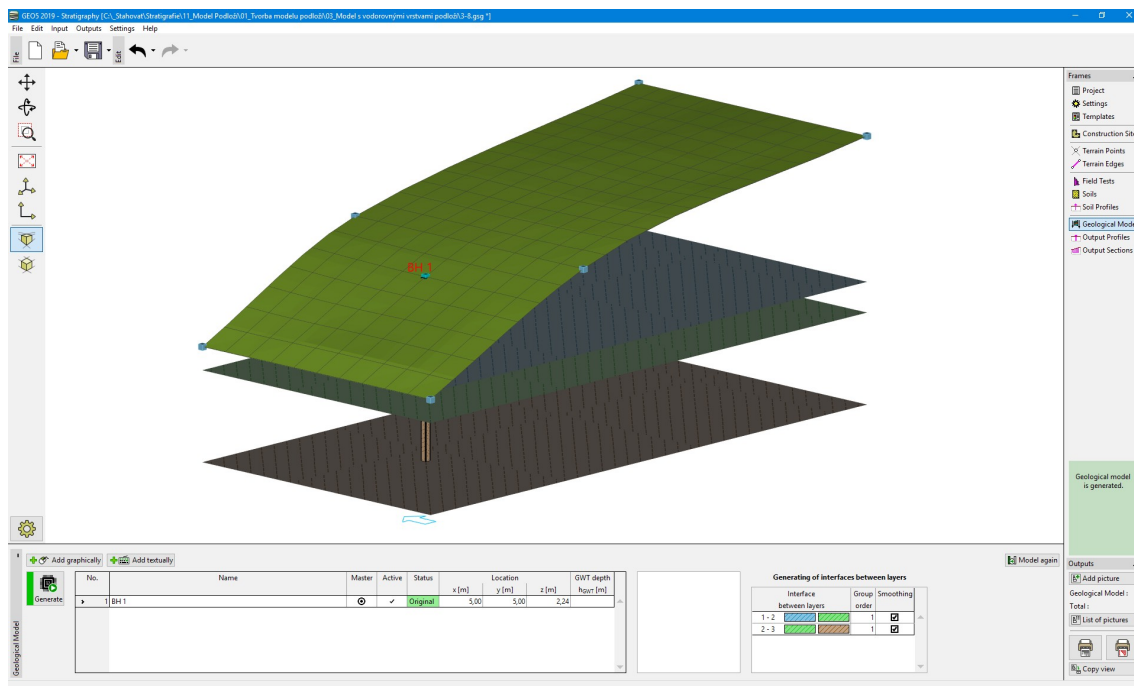 GEO5 2019 - Stratigraphy [C:\_Stahovat\Stratigrafie\11_Model Podloží\01_Tvorba modelu podloží\03_Model s vodorovnými vrstvami podloží\3-8.gsg *]
File Edit Input Outputs Settings Help
File
Edit
Frames
Project
Settings
Templates
Construction Site
Terrain Points
Terrain Edges
Field Tests
Soils
Soil Profiles
Geological Mode
Output Profiles
Output Sections
BH 1
Geological model
is generated.
Add graphically Add textually Model again
Generate
Geological Model
No. Name Master Active Status Location GWT depth
x [m] y [m] z [m] hGWT [m]
1 BH 1 Original 5,00 5,00 2,24
Generating of interfaces between layers
Interface Group Smoothing
between layers order
1 - 2 1
2 - 3 1
Outputs
Add picture
Geological Model :
Total :
List of pictures
Copy view